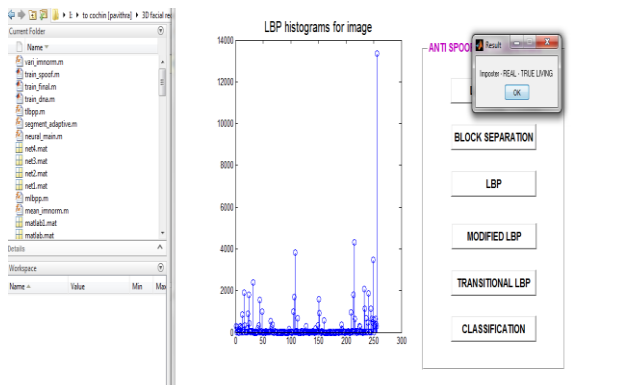 I: ▸ to cochin [pavithra] ▸ 3D facial re
Current Folder
Name
vari_imnorm.m
train_spoof.m
train_final.m
train_dna.m
tlbpp.m
segment_adaptive.m
neural_main.m
net4.mat
net3.mat
net2.mat
net1.mat
mlbpp.m
mean_imnorm.m
matlab1.mat
matlab.mat
Details
Workspace
Name Value Min Max
LBP histograms for image
14000
12000
10000
8000
6000
4000
2000
0
0 50 100 150 200 250 300
ANTI SPOO
Result
Imposter - REAL - TRUE LIVING
OK
L
BLOCK SEPARATION
LBP
MODIFIED LBP
TRANSITIONAL LBP
CLASSIFICATION